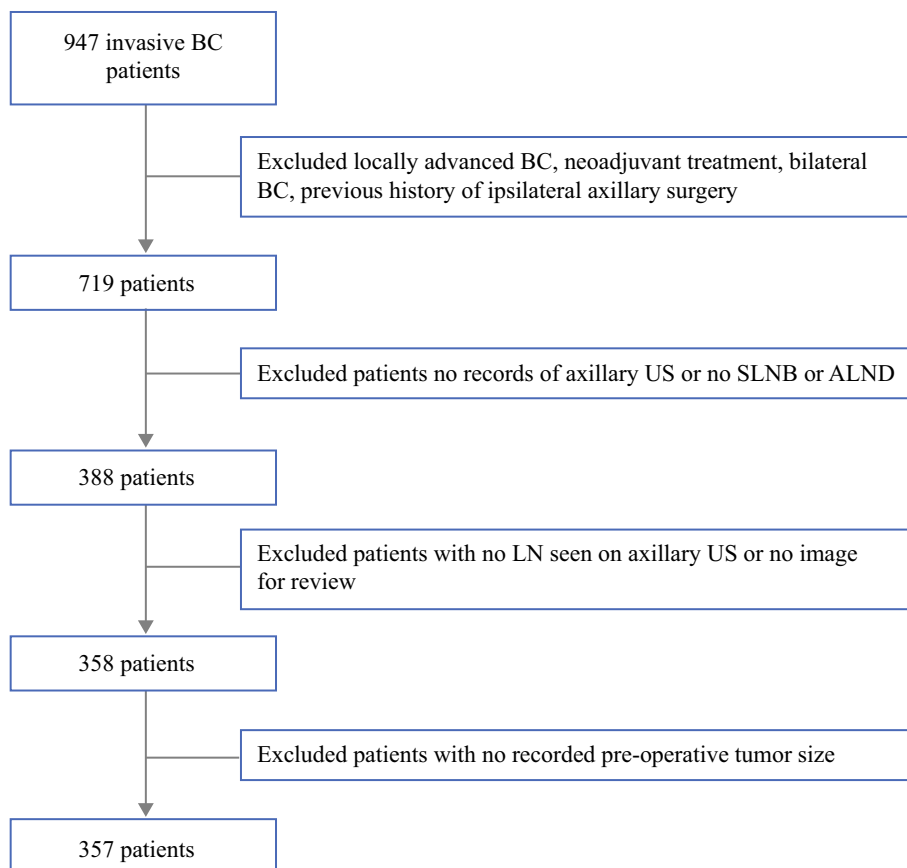 947 invasive BC
patients
Excluded locally advanced BC, neoadjuvant treatment, bilateral
BC, previous history of ipsilateral axillary surgery
719 patients
Excluded patients no records of axillary US or no SLNB or ALND
388 patients
Excluded patients with no LN seen on axillary US or no image
for review
358 patients
Excluded patients with no recorded pre-operative tumor size
357 patients